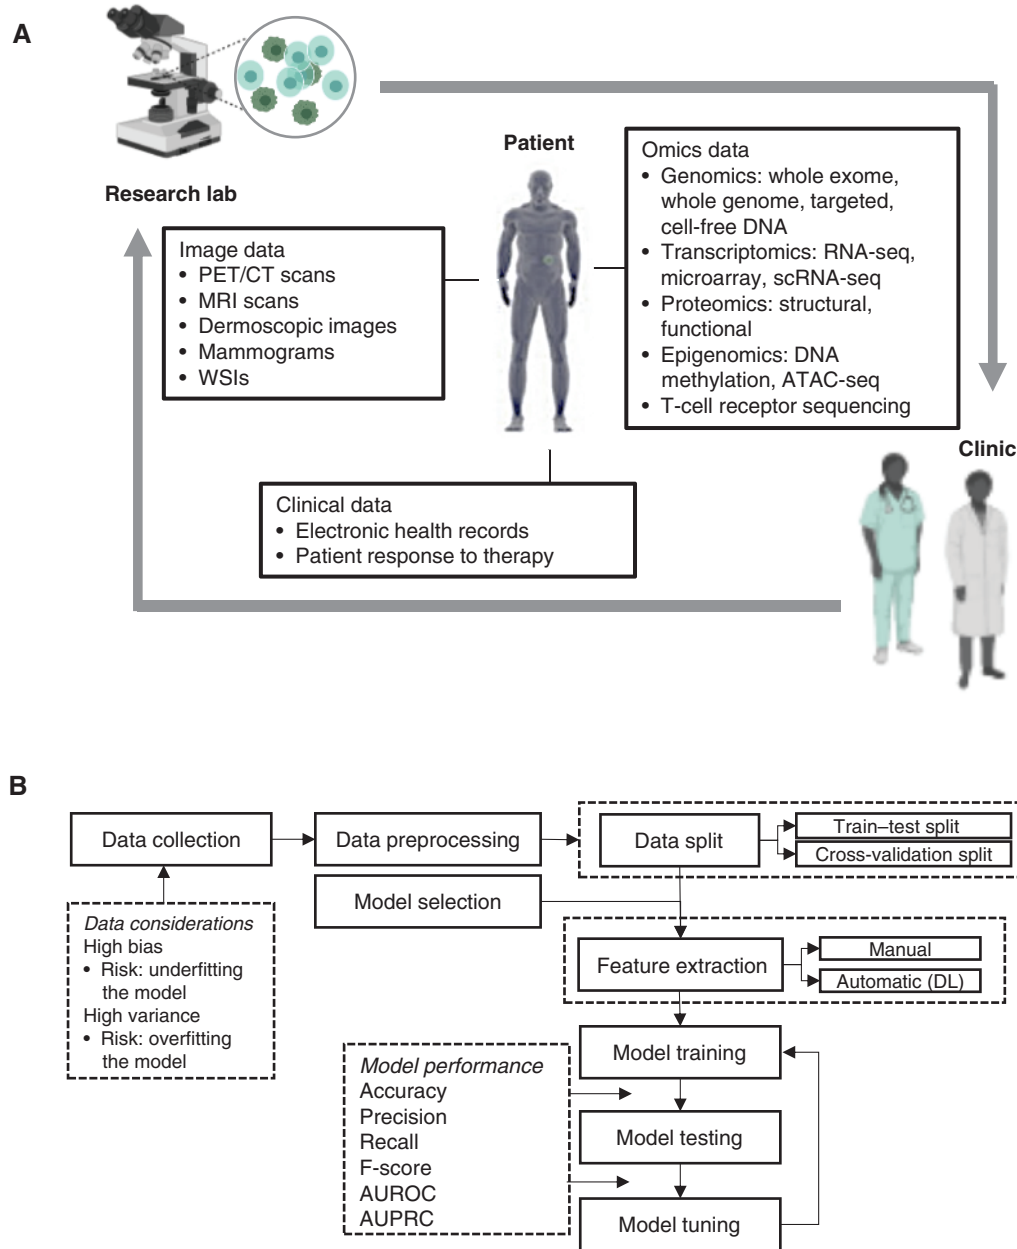 A
Research lab
Patient
Image data
• PET/CT scans
• MRI scans
• Dermoscopic images
• Mammograms
• WSIs
Omics data
• Genomics: whole exome,
whole genome, targeted,
cell-free DNA
• Transcriptomics: RNA-seq,
microarray, scRNA-seq
• Proteomics: structural,
functional
• Epigenomics: DNA
methylation, ATAC-seq
• T-cell receptor sequencing
Clinical data
• Electronic health records
• Patient response to therapy
Clinic
B
Data collection
Data preprocessing
Data split
Train–test split
Cross-validation split
Model selection
Data considerations
High bias
• Risk: underfitting
the model
High variance
• Risk: overfitting
the model
Feature extraction
Manual
Automatic (DL)
Model training
Model performance
Accuracy
Precision
Recall
F-score
AUROC
AUPRC
Model testing
Model tuning